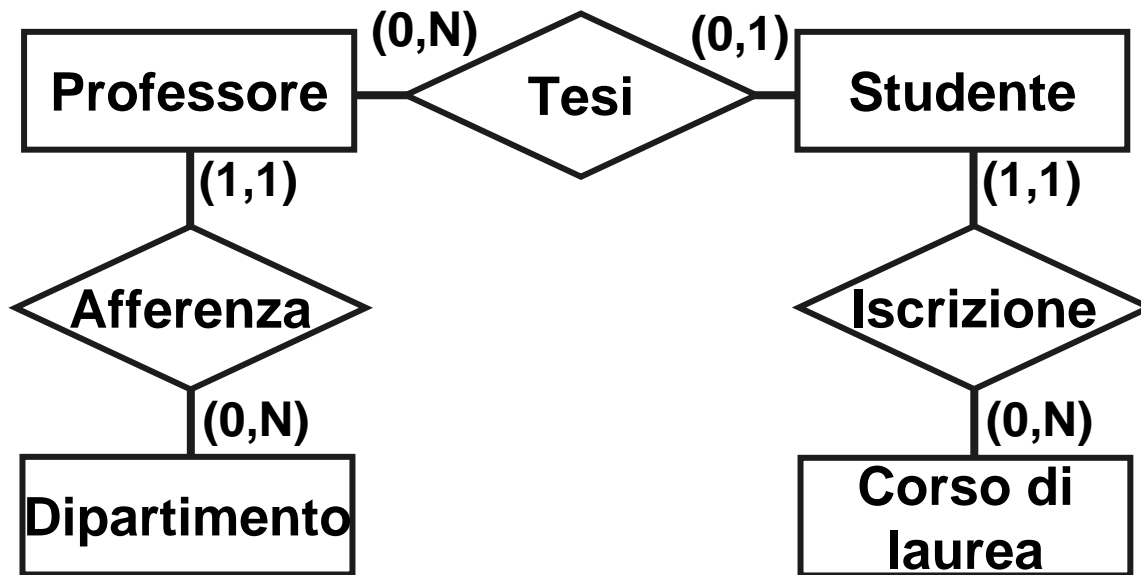 (0,N)
(0,1)
Professore
Tesi
Studente
(1,1)
(1,1)
Afferenza
Iscrizione
(0,N)
(0,N)
Dipartimento
Corso di
laurea